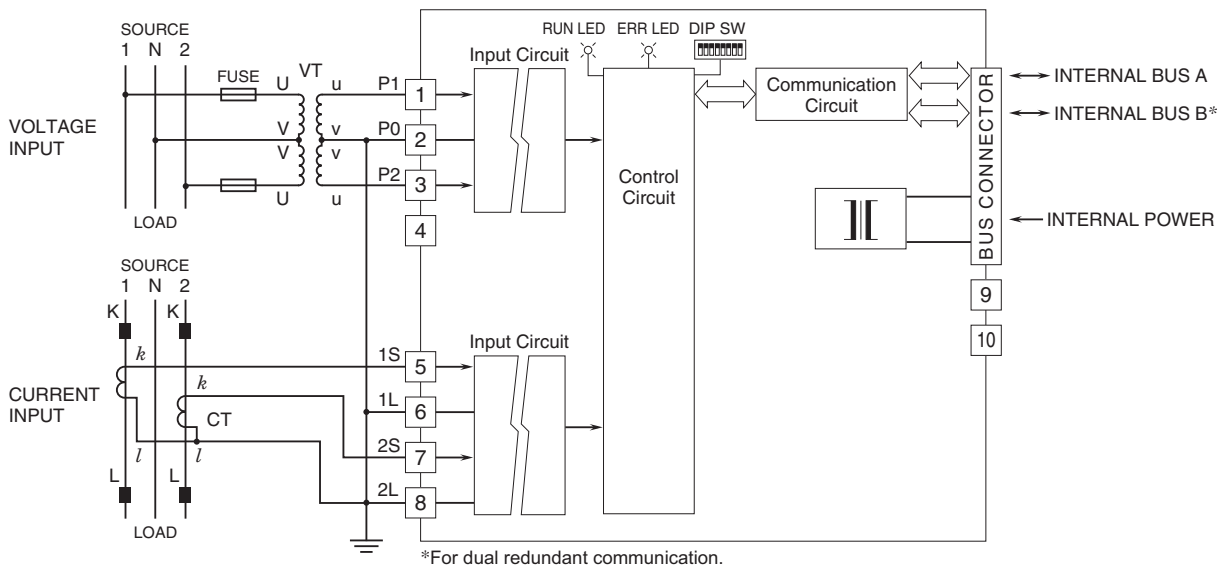 SOURCE
1 N 2
VOLTAGE
INPUT
FUSE
U
VT
u
V
v
V
v
U
u
LOAD
P1
P0
P2
1
2
3
4
Input Circuit
RUN LED
ERR LED
DIP SW
Control
Circuit
Communication
Circuit
BUS CONNECTOR
INTERNAL BUS A
INTERNAL BUS B*
INTERNAL POWER
9
10
SOURCE
1 N 2
K
K
k
k
CURRENT
INPUT
CT
l
l
L
L
LOAD
1S
1L
2S
2L
5
6
7
8
Input Circuit
*For dual redundant communication.